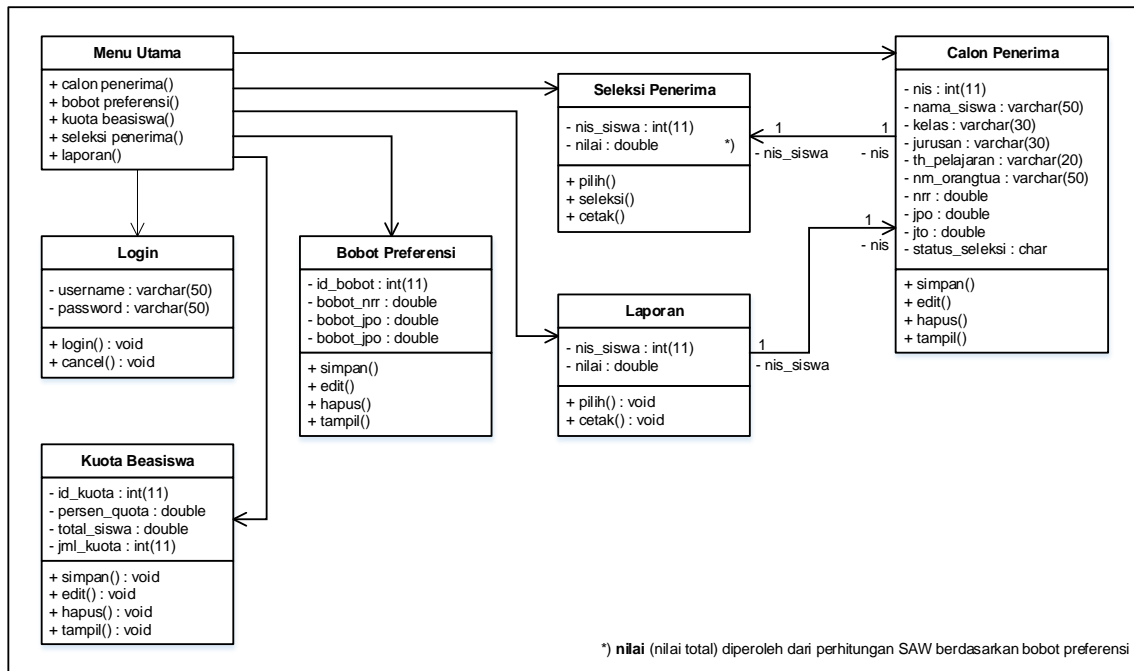 Menu Utama
+ calon penerima()
+ bobot preferensi()
+ kuota beasiswa()
+ seleksi penerima()
+ laporan()
Login
- username : varchar(50)
- password : varchar(50)
+ login() : void
+ cancel() : void
Kuota Beasiswa
- id_kuota : int(11)
- persen_quota : double
- total_siswa : double
- jml_kuota : int(11)
+ simpan() : void
+ edit() : void
+ hapus() : void
+ tampil() : void
Bobot Preferensi
- id_bobot : int(11)
- bobot_nrr : double
- bobot_jpo : double
- bobot_jpo : double
+ simpan()
+ edit()
+ hapus()
+ tampil()
Seleksi Penerima
- nis_siswa : int(11)
- nilai : double *)
+ pilih()
+ seleksi()
+ cetak()
1
- nis_siswa
1
- nis
Laporan
- nis_siswa : int(11)
- nilai : double
+ pilih() : void
+ cetak() : void
1
- nis_siswa
1
- nis
Calon Penerima
- nis : int(11)
- nama_siswa : varchar(50)
- kelas : varchar(30)
- jurusan : varchar(30)
- th_pelajaran : varchar(20)
- nm_orangtua : varchar(50)
- nrr : double
- jpo : double
- jto : double
- status_seleksi : char
+ simpan()
+ edit()
+ hapus()
+ tampil()
*) nilai (nilai total) diperoleh dari perhitungan SAW berdasarkan bobot preferensi